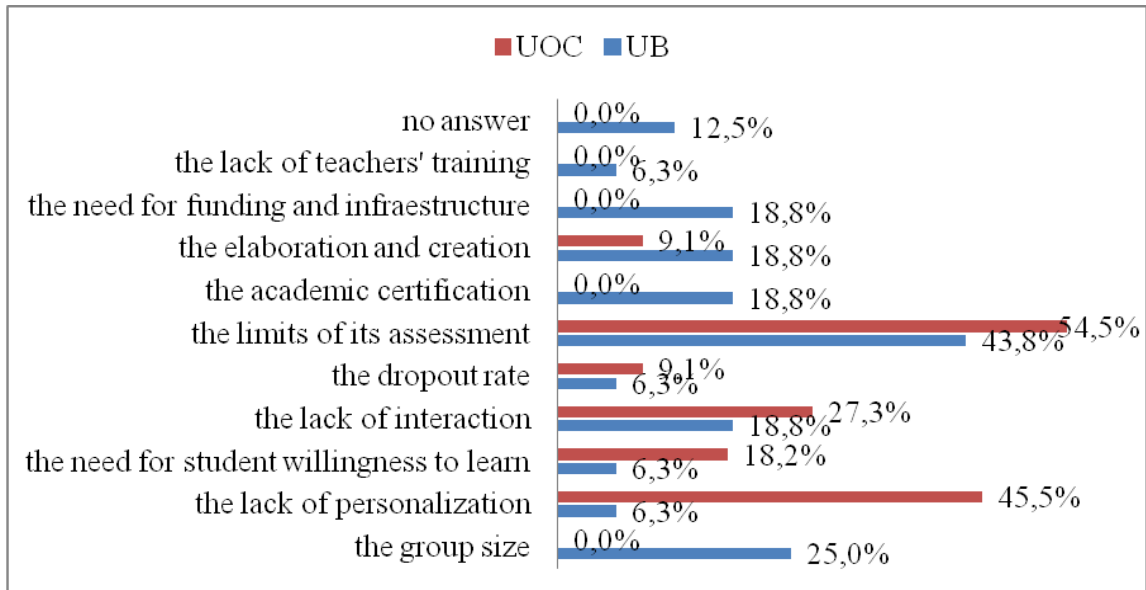 UOC UB
no answer 0,0% 12,5%
the lack of teachers' training 0,0% 6,3%
the need for funding and infraestructure 0,0% 18,8%
the elaboration and creation 9,1% 18,8%
the academic certification 0,0% 18,8%
the limits of its assessment 54,5% 43,8%
the dropout rate 9,1% 6,3%
the lack of interaction 27,3% 18,8%
the need for student willingness to learn 18,2% 6,3%
the lack of personalization 45,5% 6,3%
the group size 0,0% 25,0%